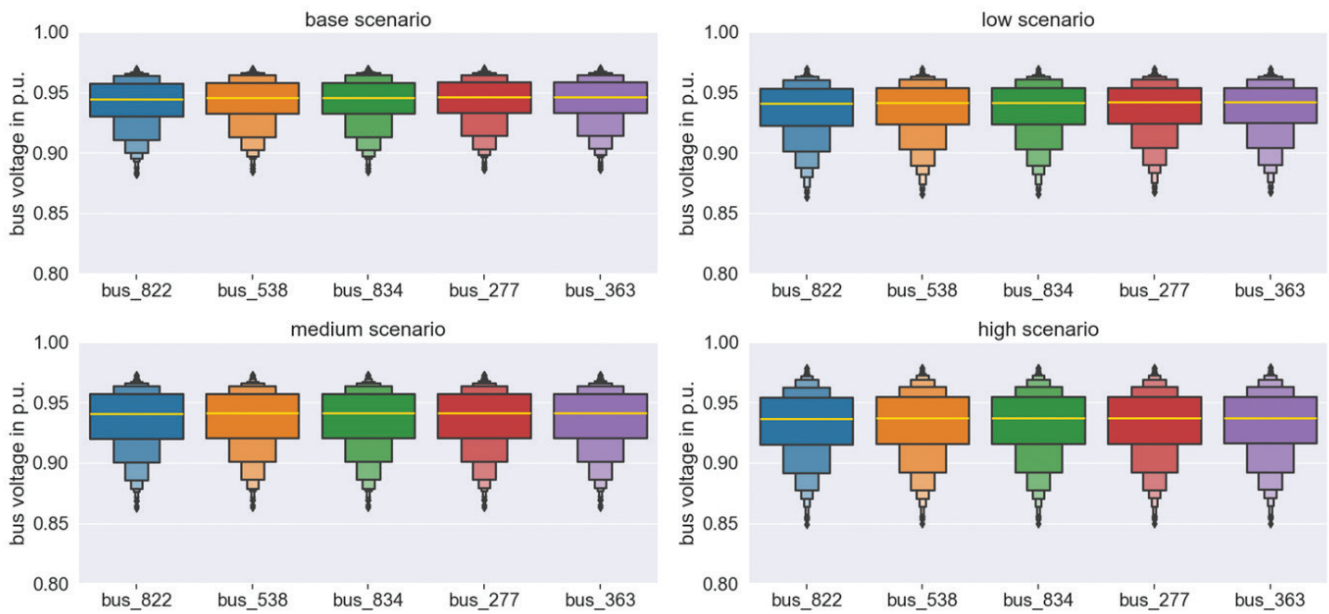 base scenario
bus voltage in p.u.
1.00
0.95
0.90
0.85
0.80
bus_822 bus_538 bus_834 bus_277 bus_363
low scenario
bus voltage in p.u.
1.00
0.95
0.90
0.85
0.80
bus_822 bus_538 bus_834 bus_277 bus_363
medium scenario
bus voltage in p.u.
1.00
0.95
0.90
0.85
0.80
bus_822 bus_538 bus_834 bus_277 bus_363
high scenario
bus voltage in p.u.
1.00
0.95
0.90
0.85
0.80
bus_822 bus_538 bus_834 bus_277 bus_363